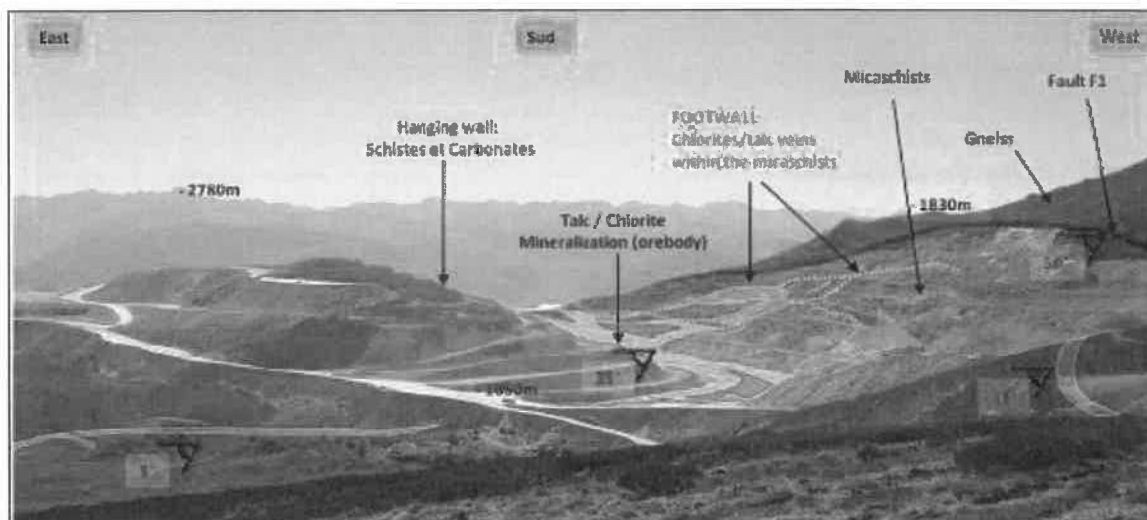 East
Sud
West
Micaschists
Fault F1
Hanging wall:
Schistes et Carbonates
FOOTWALL
Chlorites/talc veins
within the micaschists
Gneiss
- 2780m
- 1830m
Talc / Chlorite
Mineralization (orebody)